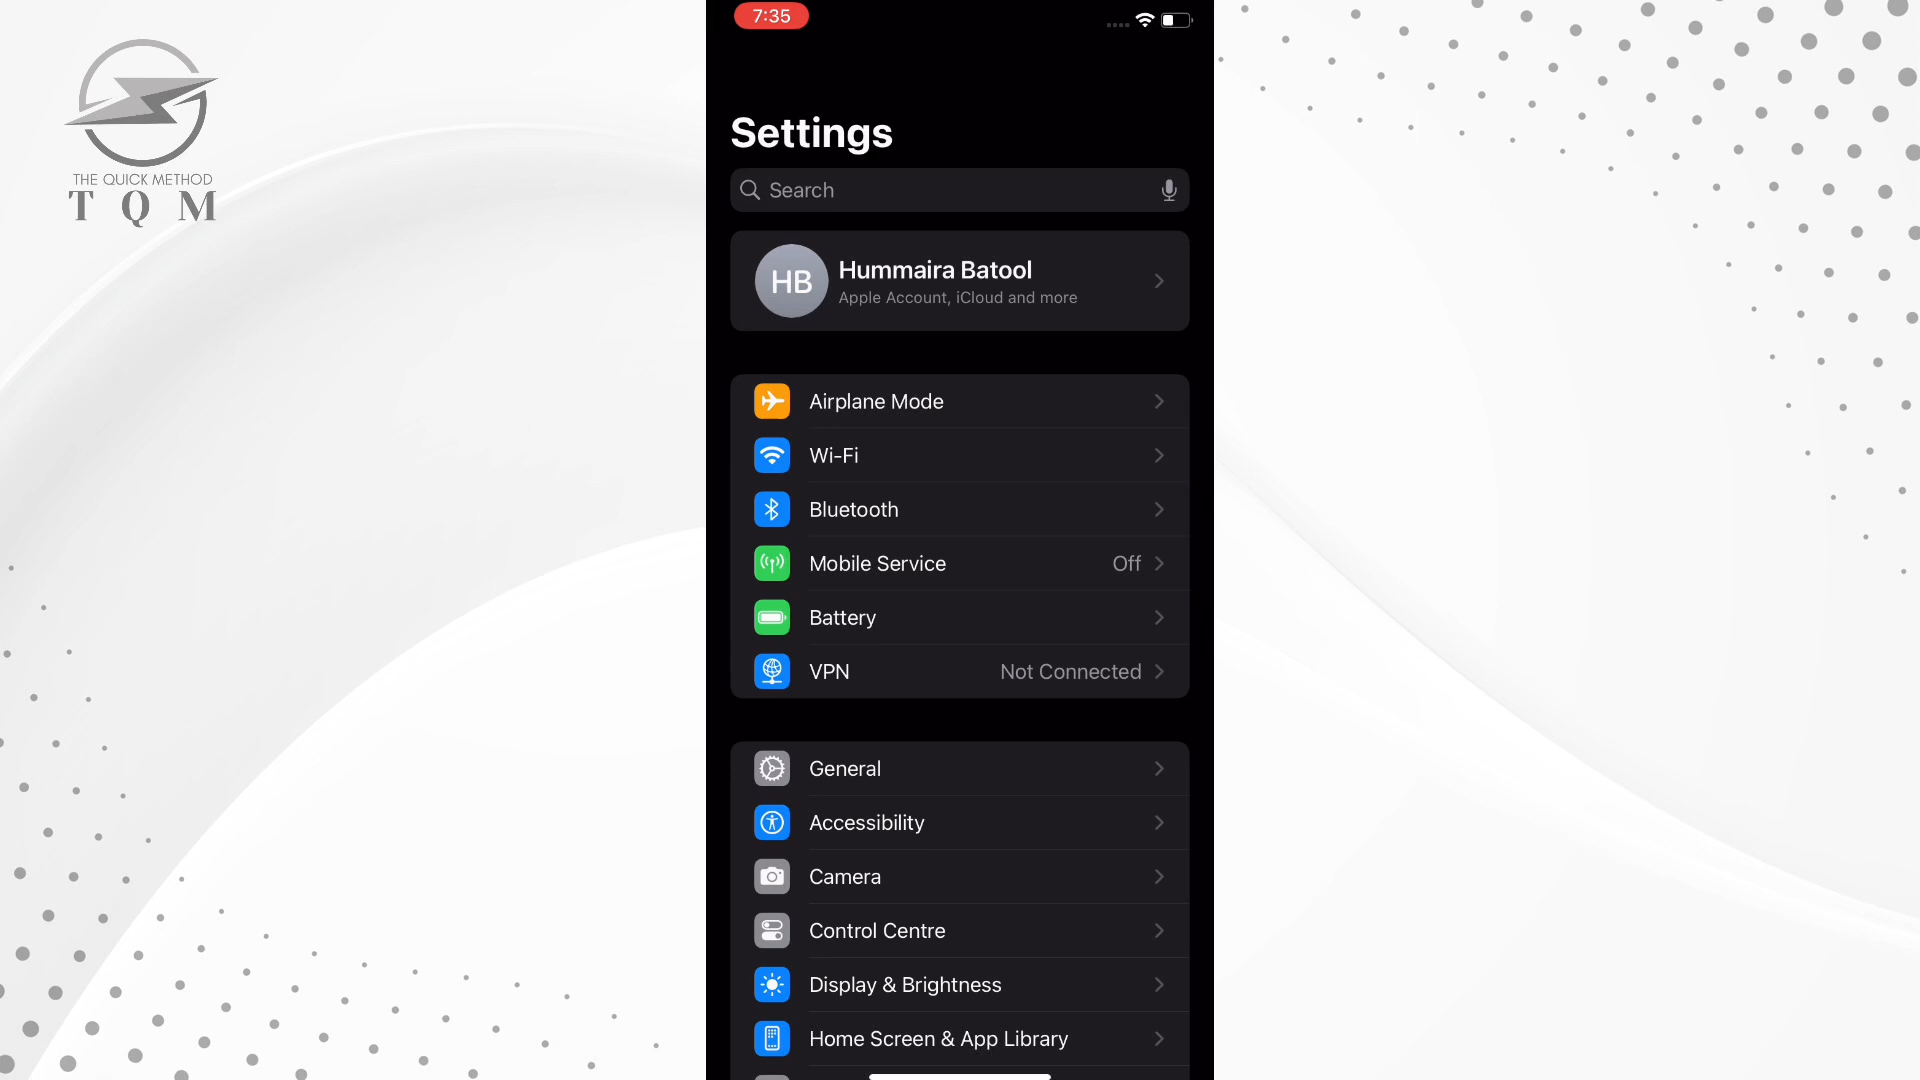 THE QUICK METHOD
T Q M
7:35
Settings
Search
HB
Hummaira Batool
Apple Account, iCloud and more
Airplane Mode
Wi-Fi
Bluetooth
Mobile Service Off
Battery
VPN Not Connected
General
Accessibility
Camera
Control Centre
Display & Brightness
Home Screen & App Library